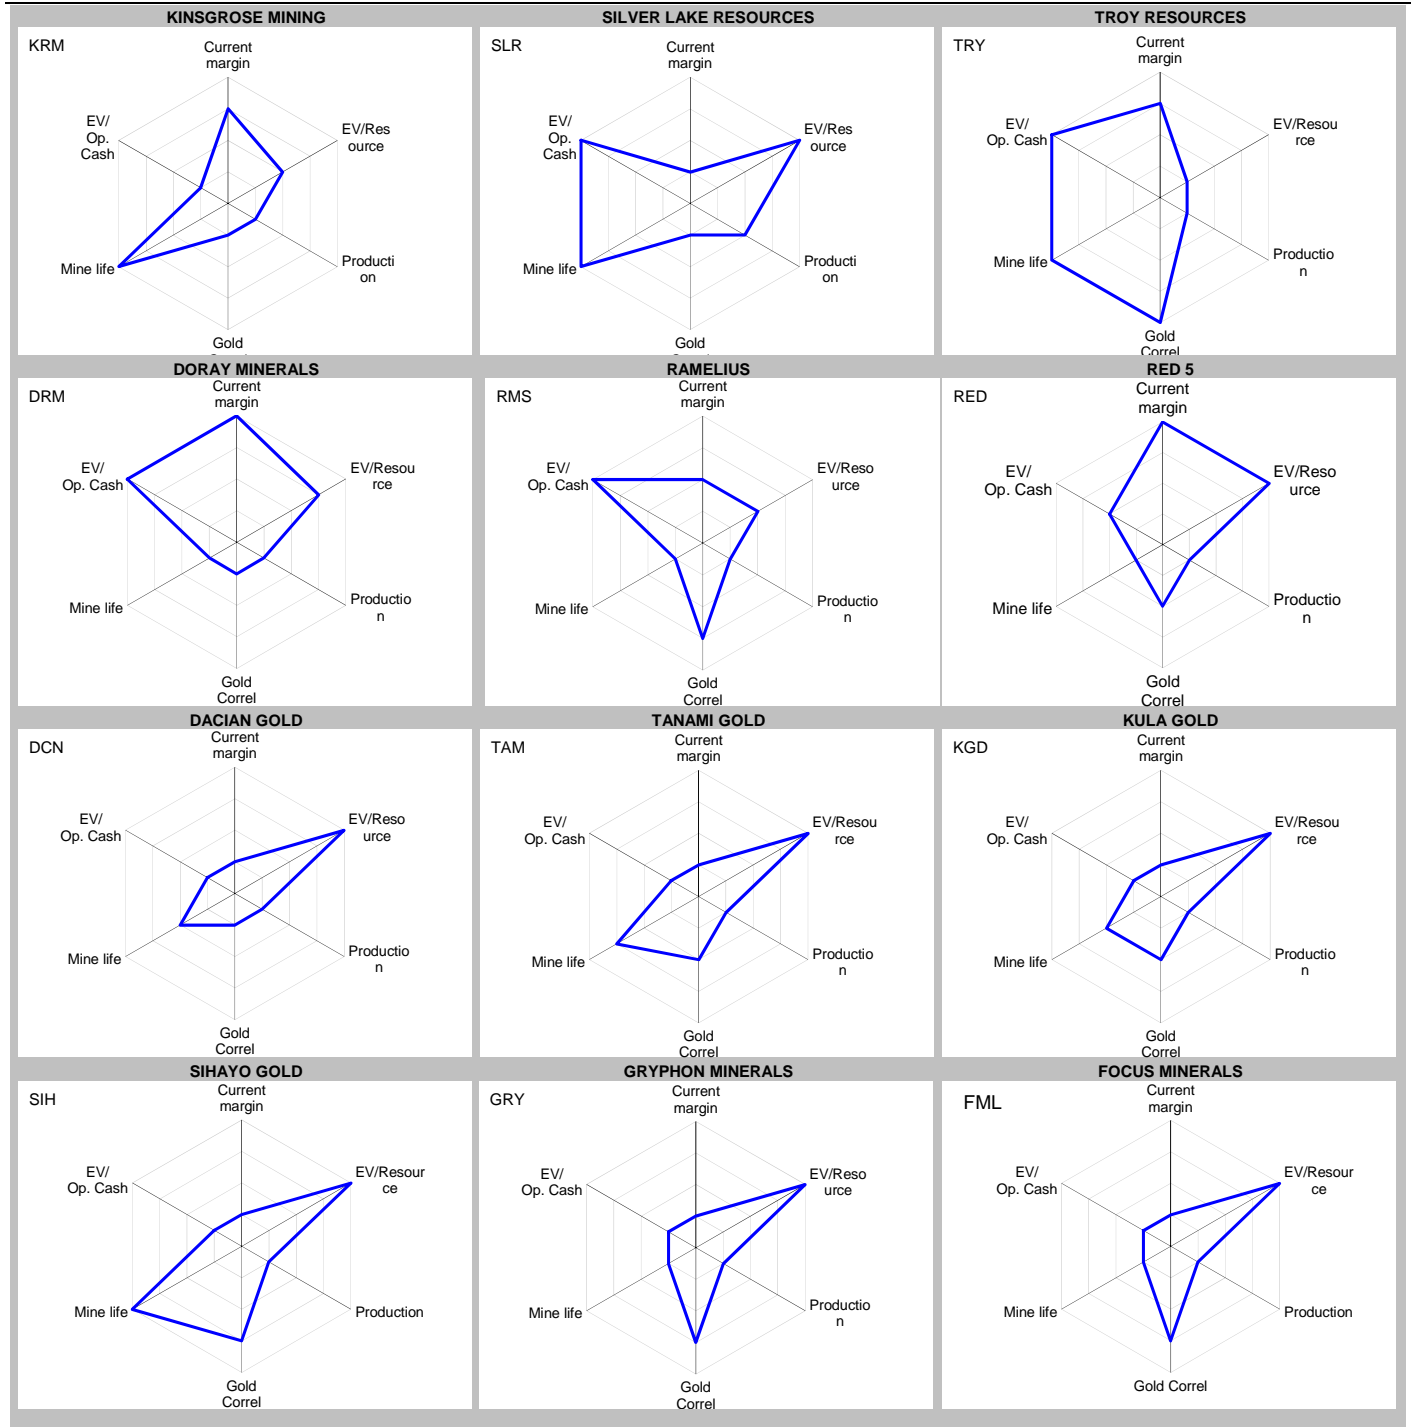 KINSGROSE MINING
SILVER LAKE RESOURCES
TROY RESOURCES
KRM
Current
margin
EV/
Op.
Cash
EV/Res
ource
Mine life
Producti
on
Gold
SLR
Current
margin
EV/
Op.
Cash
EV/Res
ource
Mine life
Producti
on
Gold
TRY
Current
margin
EV/
Op. Cash
EV/Resou
rce
Mine life
Productio
n
Gold
Correl
DORAY MINERALS
RAMELIUS
RED 5
DRM
Current
margin
EV/
Op. Cash
EV/Resou
rce
Mine life
Productio
n
Gold
Correl
RMS
Current
margin
EV/
Op. Cash
EV/Reso
urce
Mine life
Productio
n
Gold
Correl
RED
Current
margin
EV/
Op. Cash
EV/Reso
urce
Mine life
Productio
n
Gold
Correl
DACIAN GOLD
TANAMI GOLD
KULA GOLD
DCN
Current
margin
EV/
Op. Cash
EV/Reso
urce
Mine life
Productio
n
Gold
Correl
TAM
Current
margin
EV/
Op. Cash
EV/Resou
rce
Mine life
Productio
n
Gold
Correl
KGD
Current
margin
EV/
Op. Cash
EV/Resou
rce
Mine life
Productio
n
Gold
Correl
SIHAYO GOLD
GRYPHON MINERALS
FOCUS MINERALS
SIH
Current
margin
EV/
Op. Cash
EV/Resour
ce
Mine life
Production
Gold
Correl
GRY
Current
margin
EV/
Op. Cash
EV/Reso
urce
Mine life
Productio
n
Gold
Correl
FML
Current
margin
EV/
Op. Cash
EV/Resour
ce
Mine life
Production
Gold Correl